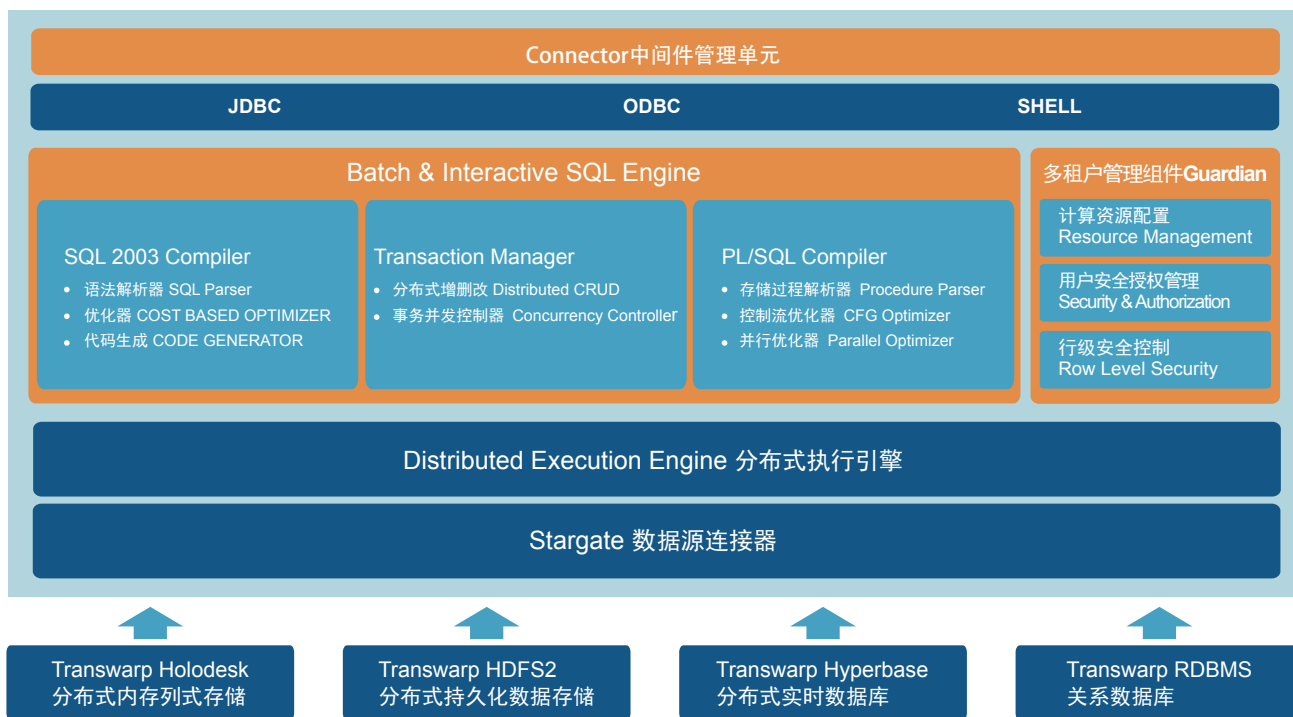 Connector中间件管理单元
JDBC ODBC SHELL
Batch & Interactive SQL Engine
SQL 2003 Compiler
语法解析器 SQL Parser
优化器 COST BASED OPTIMIZER
代码生成 CODE GENERATOR
Transaction Manager
分布式增删改 Distributed CRUD
事务并发控制器 Concurrency Controller
PL/SQL Compiler
存储过程解析器 Procedure Parser
控制流优化器 CFG Optimizer
并行优化器 Parallel Optimizer
多租户管理组件Guardian
计算资源配置
Resource Management
用户安全授权管理
Security & Authorization
行级安全控制
Row Level Security
Distributed Execution Engine 分布式执行引擎
Stargate 数据源连接器
Transwarp Holodesk
分布式内存列式存储
Transwarp HDFS2
分布式持久化数据存储
Transwarp Hyperbase
分布式实时数据库
Transwarp RDBMS
关系数据库